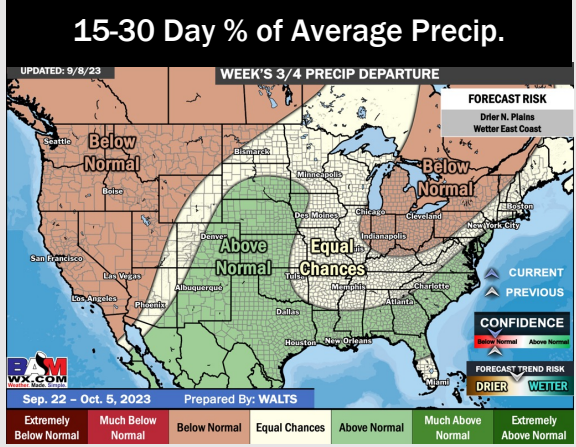 15-30 Day % of Average Precip.
UPDATED: 9/8/23
WEEK'S 3/4 PRECIP DEPARTURE
FORECAST RISK
Drier N. Plains
Wetter East Coast
Seattle
Below
Normal
Bismarck
Minneapolis
Below
Normal
Boise
Boston
Des Moines
Chicago
Cleveland
New York City
Indianapolis
San Francisco
Denver
Above
Normal
Equal
Chances
Las Vegas
Los Angeles
Albuquerque
Memphis
Charlotte
Phoenix
Atlanta
Dallas
Houston
New Orleans
Miami
CURRENT
PREVIOUS
CONFIDENCE
Below Normal
Above Normal
FORECAST TREND RISK
DRIER
WETTER
BAM
WX.COM
Weather. Made. Simple.
Sep. 22 – Oct. 5, 2023
Prepared By: WALTS
Extremely
Below Normal
Much Below
Normal
Below Normal
Equal Chances
Above Normal
Much Above
Normal
Extremely
Above Normal